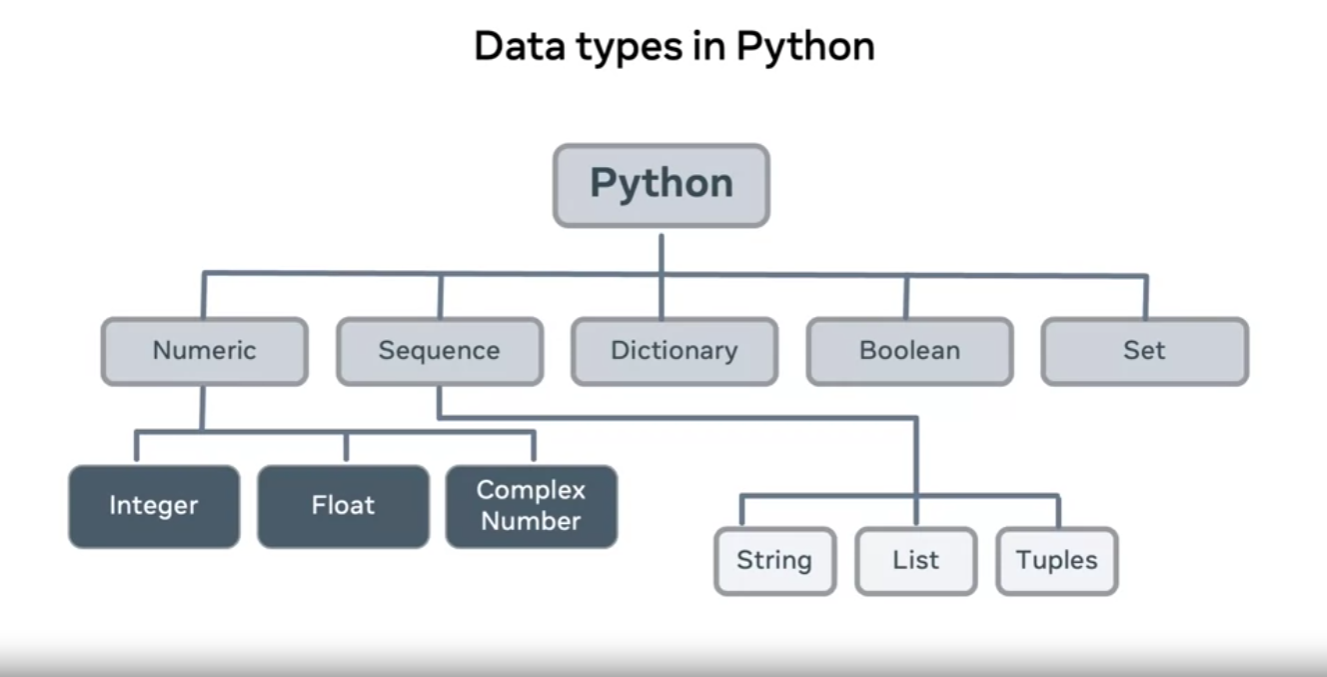 Data types in Python
Python
Numeric
Sequence
Dictionary
Boolean
Set
Integer
Float
Complex
Number
String
List
Tuples